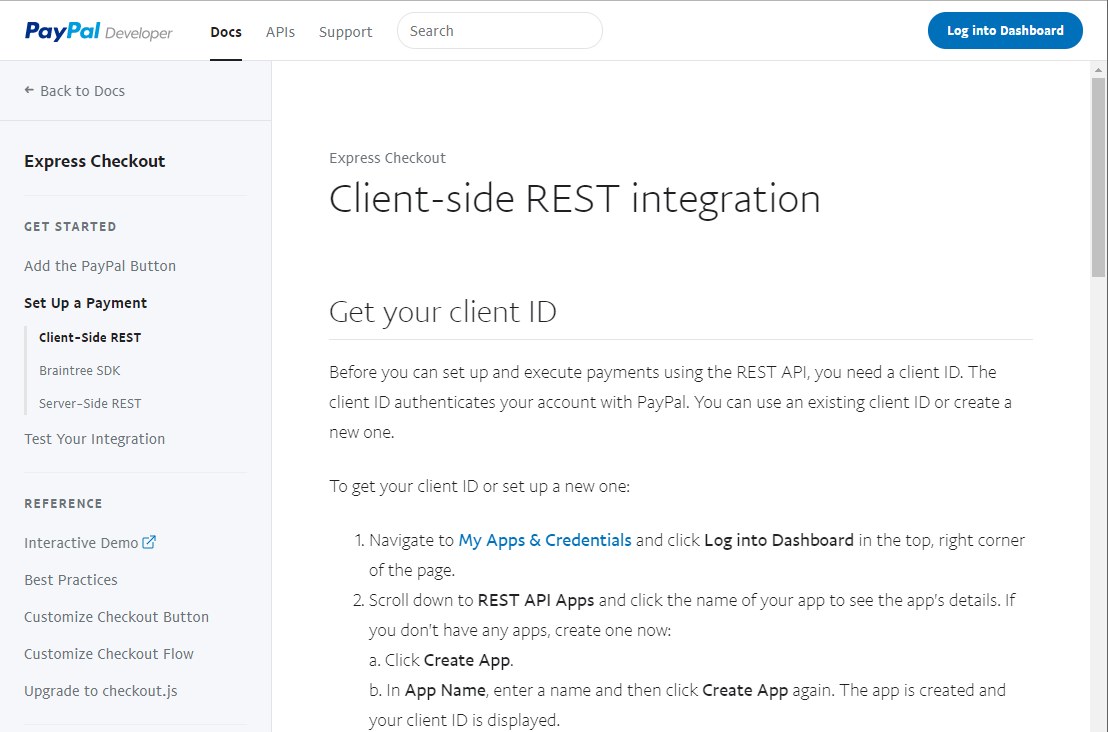 PayPal Developer
Docs
APIs
Support
Search
Log into Dashboard
← Back to Docs
Express Checkout
GET STARTED
Add the PayPal Button
Set Up a Payment
Client-Side REST
Braintree SDK
Server-Side REST
Test Your Integration
REFERENCE
Interactive Demo
Best Practices
Customize Checkout Button
Customize Checkout Flow
Upgrade to checkout.js
Express Checkout
Client-side REST integration
Get your client ID
Before you can set up and execute payments using the REST API, you need a client ID. The
client ID authenticates your account with PayPal. You can use an existing client ID or create a
new one.
To get your client ID or set up a new one:
1. Navigate to My Apps & Credentials and click Log into Dashboard in the top, right corner
of the page.
2. Scroll down to REST API Apps and click the name of your app to see the app's details. If
you don't have any apps, create one now:
a. Click Create App.
b. In App Name, enter a name and then click Create App again. The app is created and
your client ID is displayed.